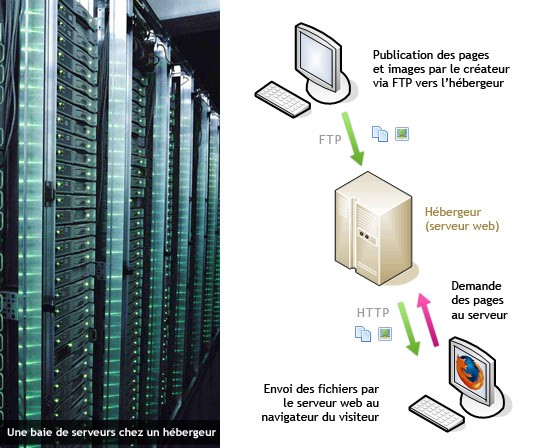 Publication des pages
et images par le créateur
via FTP vers l'hébergeur
FTP
Hébergeur
(serveur web)
Demande
des pages
au serveur
HTTP
Envoi des fichiers par
le serveur web au
navigateur du visiteur
Une baie de serveurs chez un hébergeur